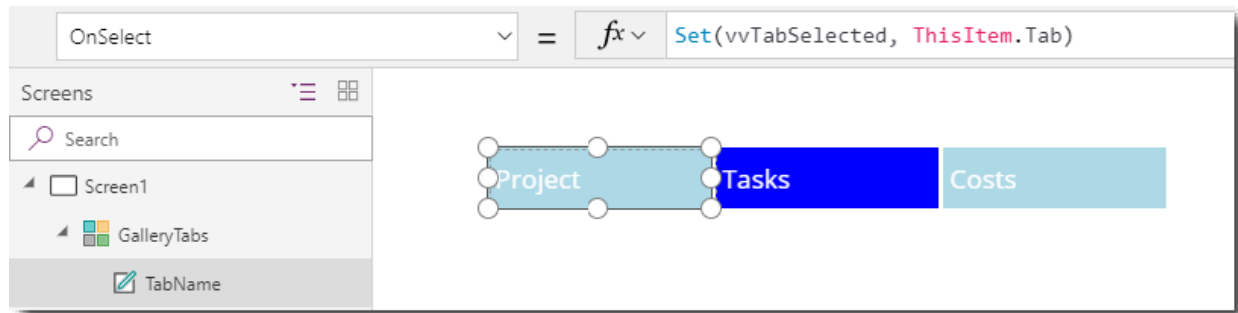 OnSelect = fx Set(vvTabSelected, ThisItem.Tab)
Screens
Search
Screen1
GalleryTabs
TabName
Project Tasks Costs